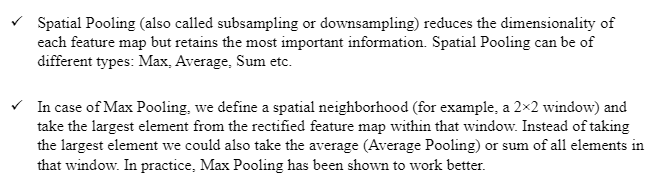 ✓ Spatial Pooling (also called subsampling or downsampling) reduces the dimensionality of
each feature map but retains the most important information. Spatial Pooling can be of
different types: Max, Average, Sum etc.
✓ In case of Max Pooling, we define a spatial neighborhood (for example, a 2×2 window) and
take the largest element from the rectified feature map within that window. Instead of taking
the largest element we could also take the average (Average Pooling) or sum of all elements in
that window. In practice, Max Pooling has been shown to work better.